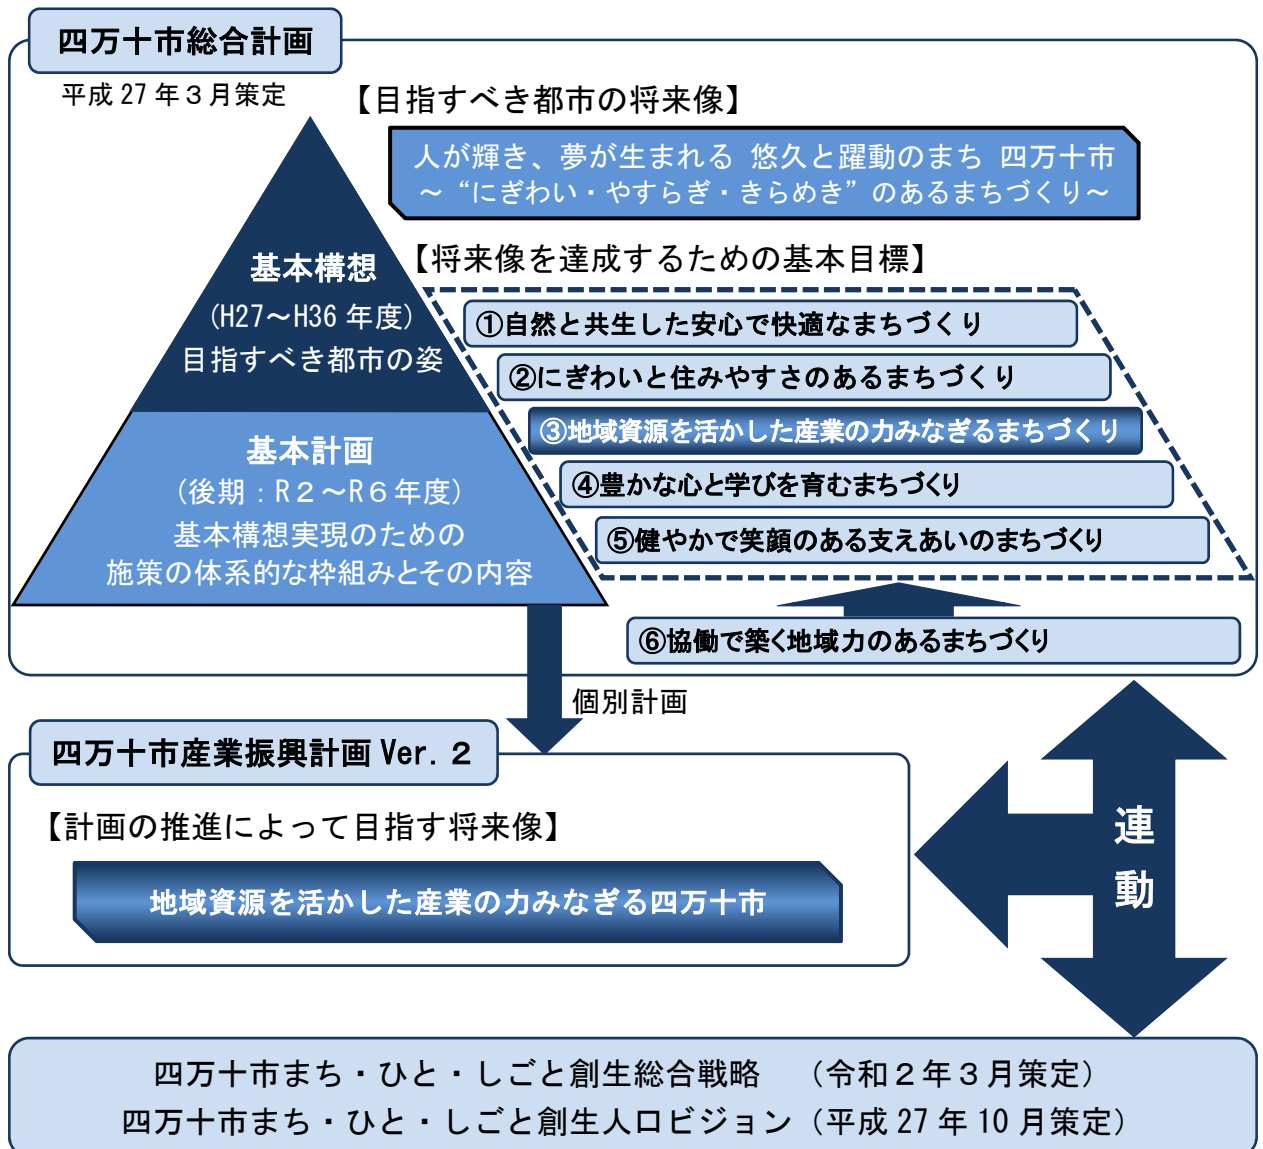 四万十市総合計画
平成27年3月策定
【目指すべき都市の将来像】
人が輝き、夢が生まれる 悠久と躍動のまち 四万十市
～“にぎわい・やすらぎ・きらめき”のあるまちづくり～
基本構想
(H27～H36年度)
目指すべき都市の姿
【将来像を達成するための基本目標】
①自然と共生した安心で快適なまちづくり
②にぎわいと住みやすさのあるまちづくり
③地域資源を活かした産業の力みなぎるまちづくり
④豊かな心と学びを育むまちづくり
⑤健やかで笑顔のある支えあいのまちづくり
基本計画
(後期：R２～R６年度)
基本構想実現のための
施策の体系的な枠組みとその内容
⑥協働で築く地域力のあるまちづくり
個別計画
四万十市産業振興計画 Ver.２
【計画の推進によって目指す将来像】
地域資源を活かした産業の力みなぎる四万十市
連動
四万十市まち・ひと・しごと創生総合戦略　（令和２年３月策定）
四万十市まち・ひと・しごと創生人口ビジョン（平成27年10月策定）